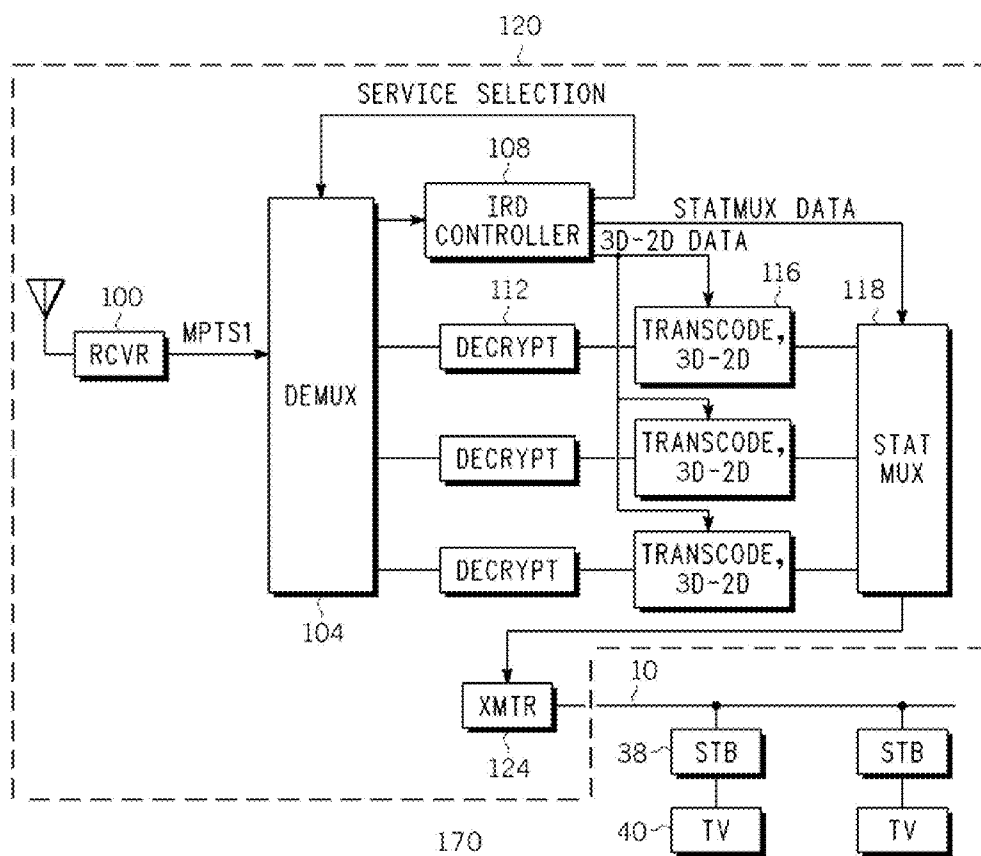 120
SERVICE SELECTION
108
IRD
CONTROLLER
STATMUX DATA
3D-2D DATA
100
RCVR
MPTS1
DEMUX
104
112
DECRYPT
116
TRANSCODE,
3D-2D
118
STAT
MUX
DECRYPT
TRANSCODE,
3D-2D
DECRYPT
TRANSCODE,
3D-2D
XMTR
124
10
38
STB
STB
40
TV
TV
170